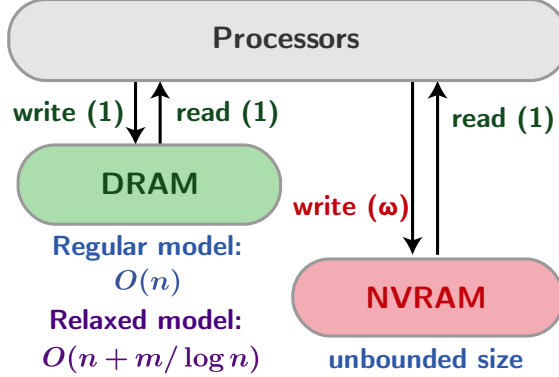 Processors
write (1)
read (1)
read (1)
DRAM
write (ω)
Regular model:
O(n)
NVRAM
Relaxed model:
O(n + m/ log n)
unbounded size